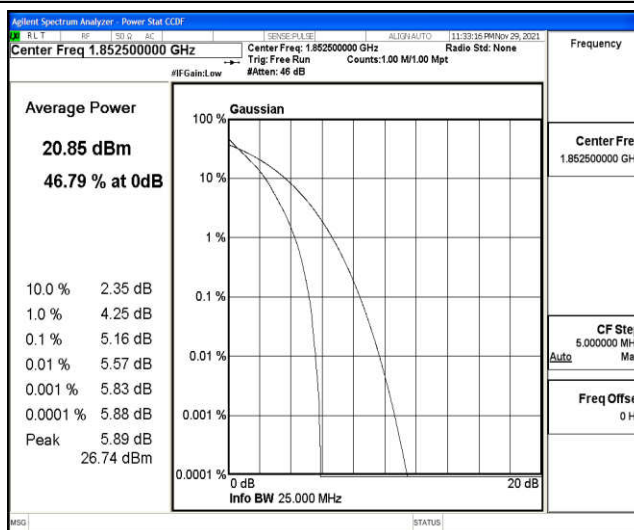 Agilent Spectrum Analyzer - Power Stat CCDF
RLT RF 50 Ω AC SENSE:PULSE ALIGNAUTO 11:33:16 PMNov 29, 2021
Center Freq 1.852500000 GHz
Center Freq: 1.852500000 GHz Radio Std: None
Trig: Free Run Counts:1.00 M/1.00 Mpt
#IFGain:Low #Atten: 46 dB
Frequency
Average Power
20.85 dBm
46.79 % at 0dB
10.0 % 2.35 dB
1.0 % 4.25 dB
0.1 % 5.16 dB
0.01 % 5.57 dB
0.001 % 5.83 dB
0.0001 % 5.88 dB
Peak 5.89 dB
26.74 dBm
Gaussian
100 %
10 %
1 %
0.1 %
0.01 %
0.001 %
0.0001 %
0 dB 20 dB
Info BW 25.000 MHz
Center Fre
1.852500000 GH
CF Ste
5.000000 MH
Auto Ma
Freq Offse
0 H
MSG STATUS